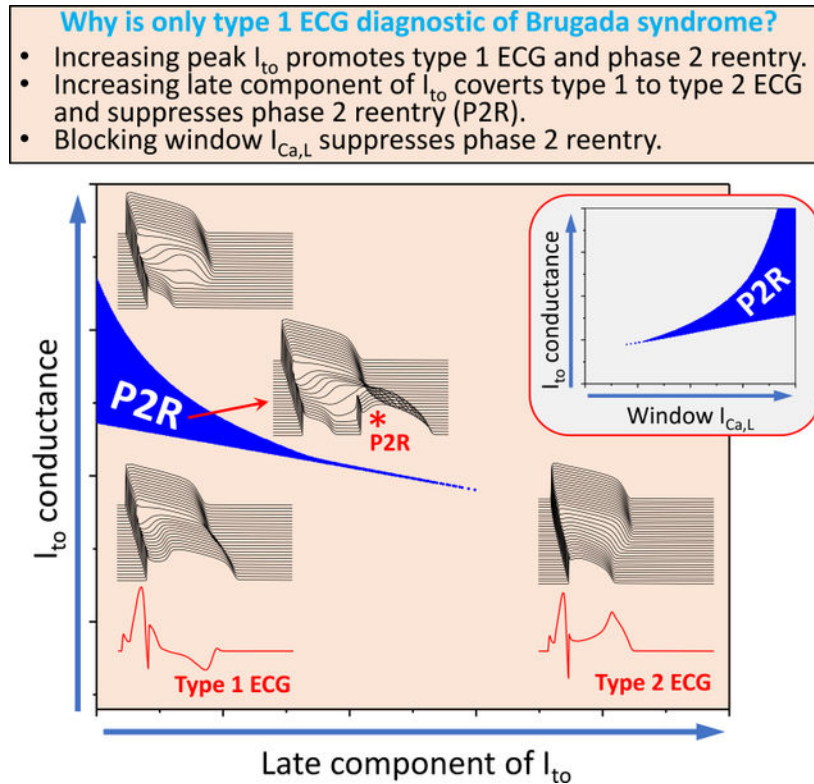 Why is only type 1 ECG diagnostic of Brugada syndrome?
• Increasing peak Ito promotes type 1 ECG and phase 2 reentry.
• Increasing late component of Ito coverts type 1 to type 2 ECG
and suppresses phase 2 reentry (P2R).
• Blocking window ICa,L suppresses phase 2 reentry.
Ito conductance
P2R
*
P2R
Ito conductance
P2R
Window ICa,L
Type 1 ECG
Type 2 ECG
Late component of Ito